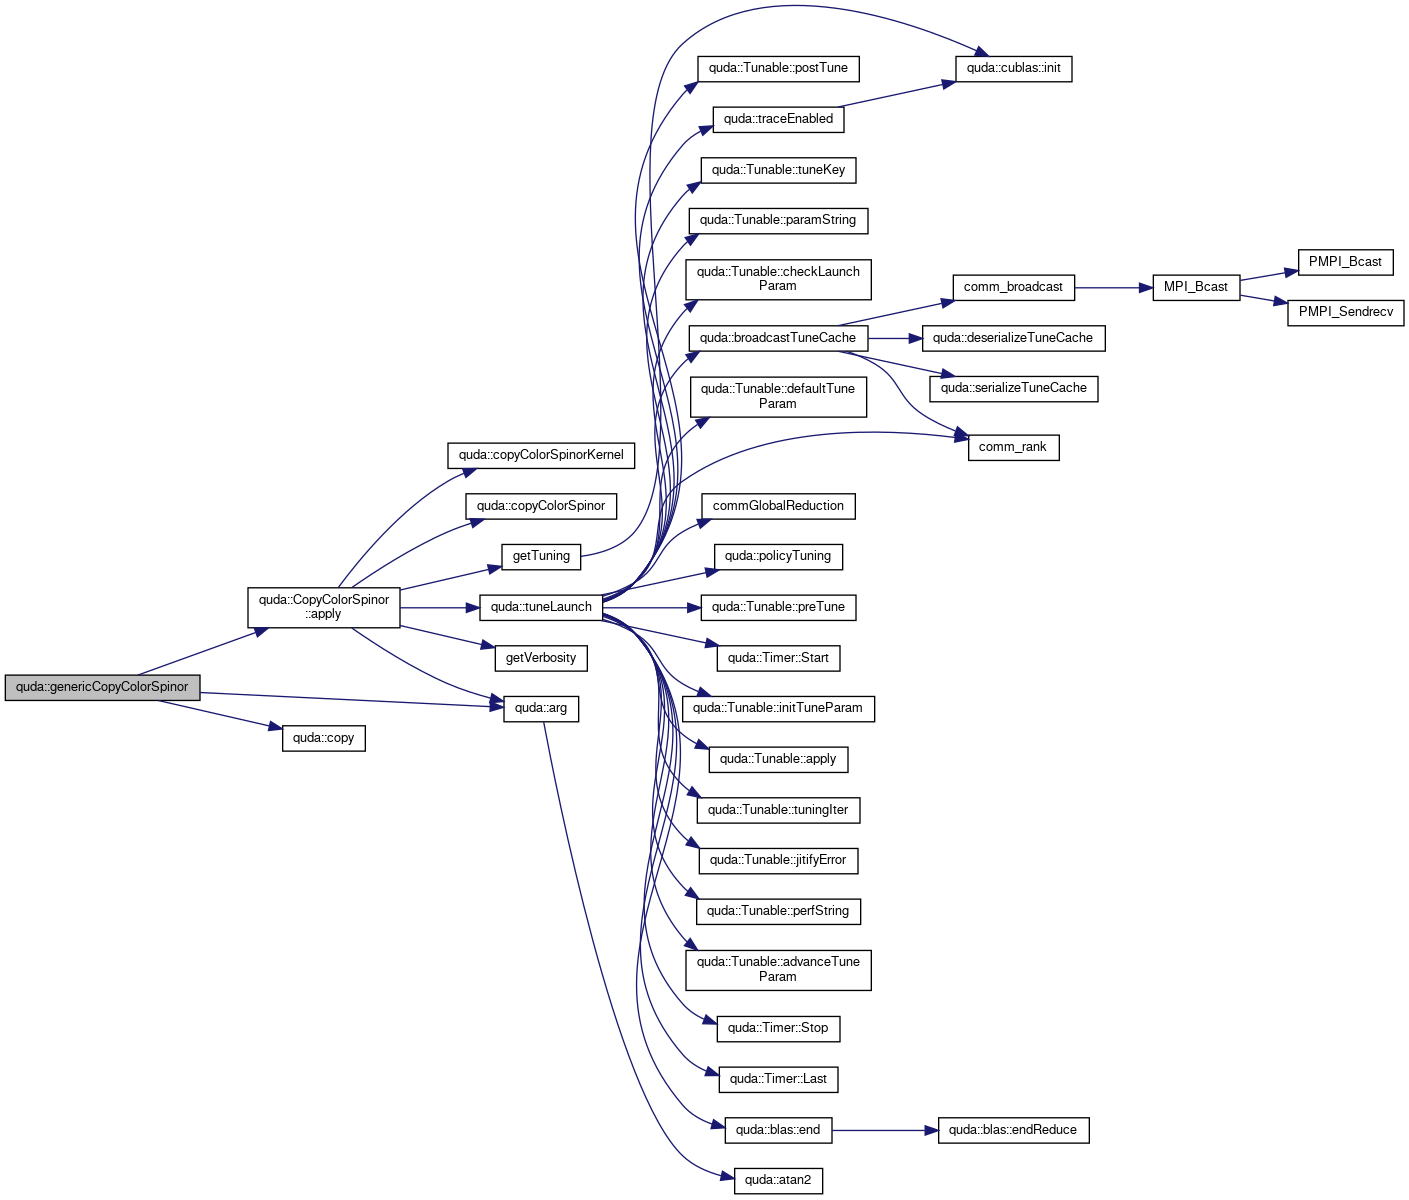 quda::genericCopyColorSpinor
quda::CopyColorSpinor
::apply
quda::copy
quda::copyColorSpinorKernel
quda::copyColorSpinor
getTuning
quda::tuneLaunch
getVerbosity
quda::arg
quda::Tunable::postTune
quda::traceEnabled
quda::Tunable::tuneKey
quda::Tunable::paramString
quda::Tunable::checkLaunch
Param
quda::broadcastTuneCache
quda::Tunable::defaultTune
Param
commGlobalReduction
quda::policyTuning
quda::Tunable::preTune
quda::Timer::Start
quda::Tunable::initTuneParam
quda::Tunable::apply
quda::Tunable::tuningIter
quda::Tunable::jitifyError
quda::Tunable::perfString
quda::Tunable::advanceTune
Param
quda::Timer::Stop
quda::Timer::Last
quda::blas::end
quda::atan2
quda::cublas::init
comm_broadcast
quda::deserializeTuneCache
quda::serializeTuneCache
comm_rank
quda::blas::endReduce
MPI_Bcast
PMPI_Bcast
PMPI_Sendrecv